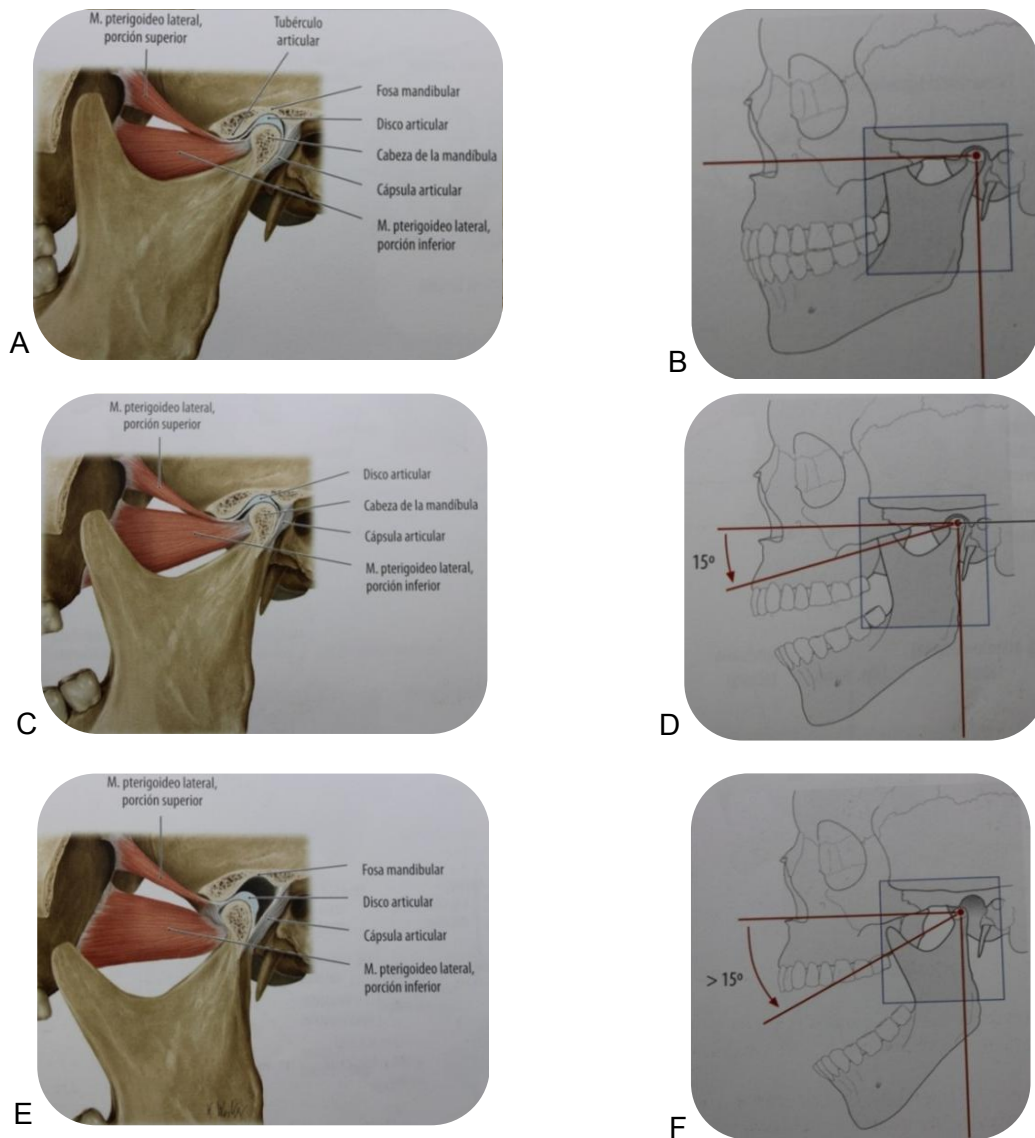 M. pterigoideo lateral,
porción superior
Tubérculo
articular
Fosa mandibular
Disco articular
Cabeza de la mandíbula
Cápsula articular
M. pterigoideo lateral,
porción inferior
A
B
M. pterigoideo lateral,
porción superior
Disco articular
Cabeza de la mandíbula
Cápsula articular
M. pterigoideo lateral,
porción inferior
C
15º
D
M. pterigoideo lateral,
porción superior
Fosa mandibular
Disco articular
Cápsula articular
M. pterigoideo lateral,
porción inferior
E
> 15º
F